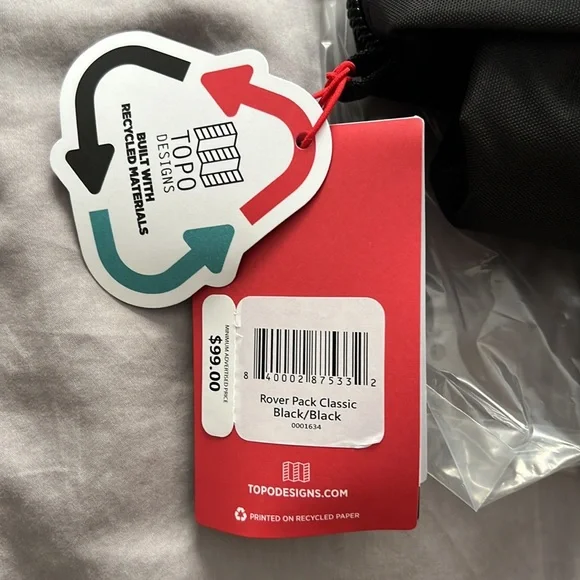 TOPO
DESIGNS
BUILT WITH
RECYCLED MATERIALS
MINIMUM ADVERTISED PRICE
$99.00
8 40002 87533 2
Rover Pack Classic
Black/Black
0001634
TOPODESIGNS.COM
PRINTED ON RECYCLED PAPER